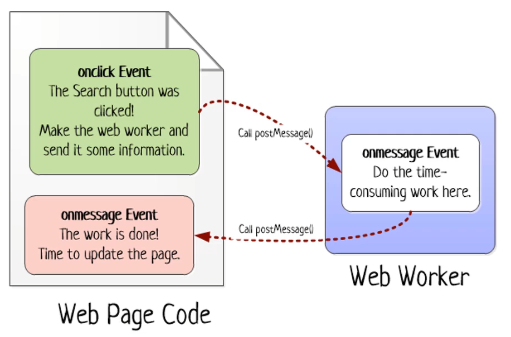 onclick Event
The Search button was
clicked!
Make the web worker and
send it some information.
Call postMessage()
onmessage Event
Do the time-
consuming work here.
onmessage Event
The work is done!
Time to update the page.
Call postMessage()
Web Worker
Web Page Code